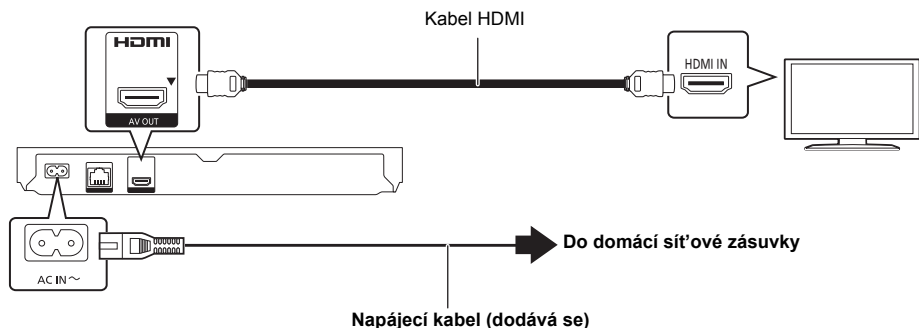 Kabel HDMI
HDMI
AV OUT
HDMI IN
AC IN ~
Do domácí síťové zásuvky
Napájecí kabel (dodává se)